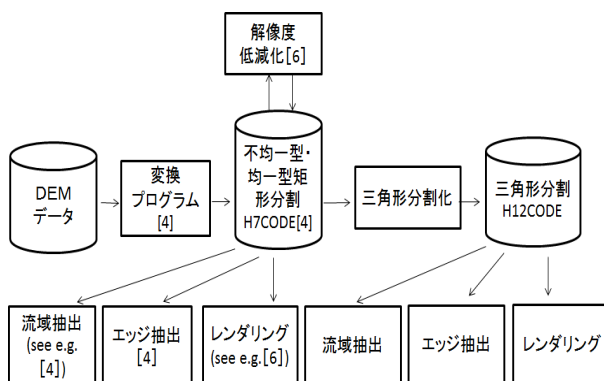 解像度
低減化[6]
DEM
データ
変換
プログラム
[4]
不均一型・
均一型矩
形分割
H7CODE[4]
三角形分割化
三角形分割
H12CODE
流域抽出
(see e.g.
[4])
エッジ抽出
[4]
レンダリング
(see e.g.[6])
流域抽出
エッジ抽出
レンダリング